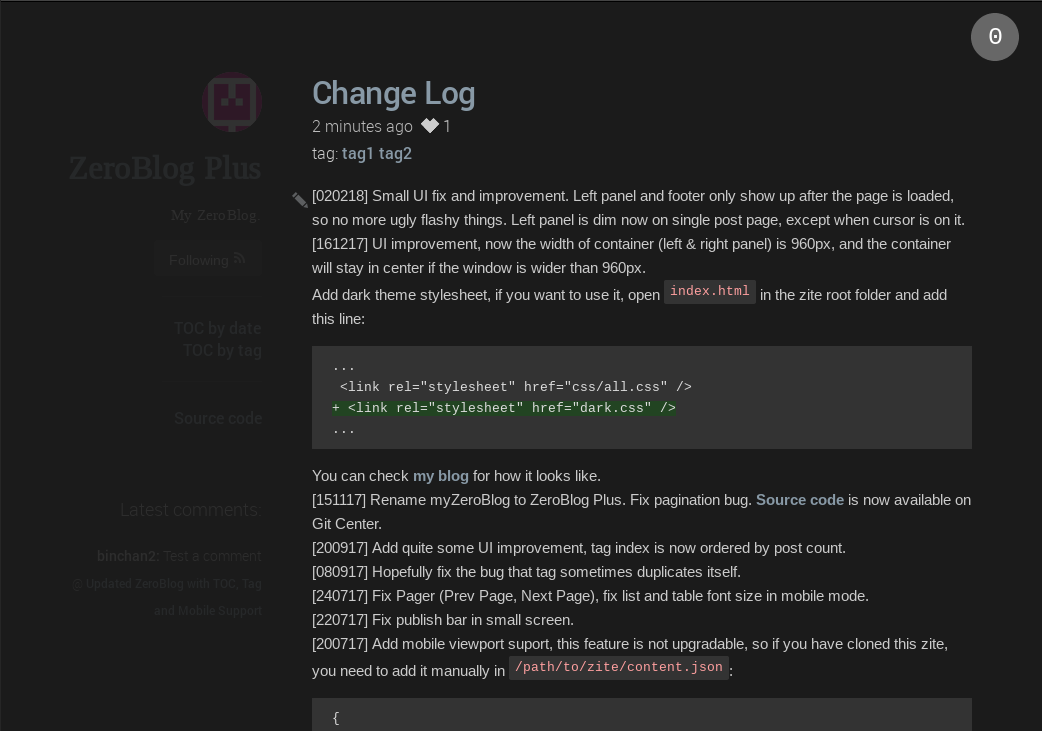 0
ZeroBlog Plus
My ZeroBlog
Following
TOC by date
TOC by tag
Source code
Latest comments:
binchan2: Test a comment
@ Updated ZeroBlog with TOC, Tag
and Mobile Support
Change Log
2 minutes ago 1
tag: tag1 tag2
[020218] Small UI fix and improvement. Left panel and footer only show up after the page is loaded,
so no more ugly flashy things. Left panel is dim now on single post page, except when cursor is on it.
[161217] UI improvement, now the width of container (left & right panel) is 960px, and the container
will stay in center if the window is wider than 960px.
Add dark theme stylesheet, if you want to use it, open index.html in the zite root folder and add
this line:
...
<link rel="stylesheet" href="css/all.css" />
+ <link rel="stylesheet" href="dark.css" />
...
You can check my blog for how it looks like.
[151117] Rename myZeroBlog to ZeroBlog Plus. Fix pagination bug. Source code is now available on
Git Center.
[200917] Add quite some UI improvement, tag index is now ordered by post count.
[080917] Hopefully fix the bug that tag sometimes duplicates itself.
[240717] Fix Pager (Prev Page, Next Page), fix list and table font size in mobile mode.
[220717] Fix publish bar in small screen.
[200717] Add mobile viewport suport, this feature is not upgradable, so if you have cloned this zite,
you need to add it manually in /path/to/zite/content.json:
{